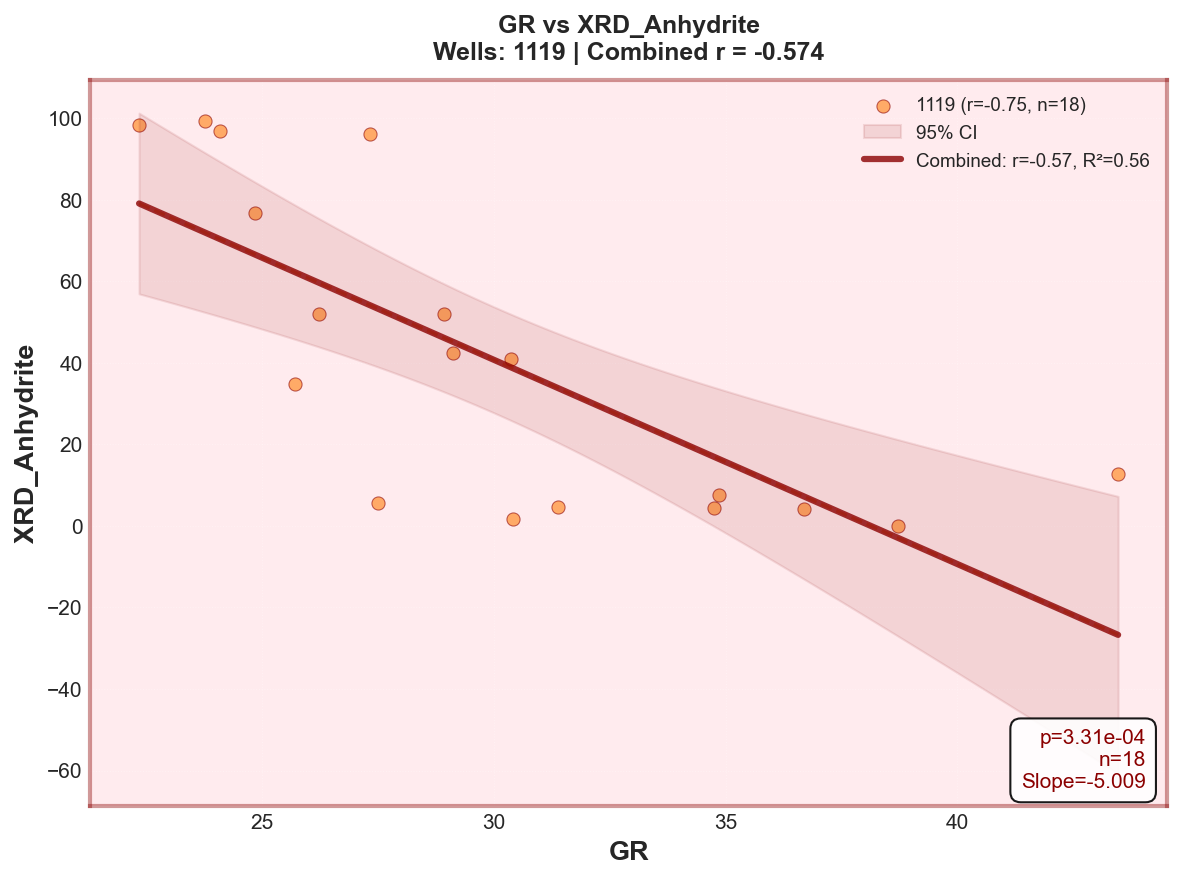 GR vs XRD_Anhydrite
Wells: 1119 | Combined r = -0.574
1119 (r=-0.75, n=18)
95% CI
Combined: r=-0.57, R²=0.56
XRD_Anhydrite
100
80
60
40
20
0
−20
−40
−60
p=3.31e-04
n=18
Slope=-5.009
25 30 35 40
GR